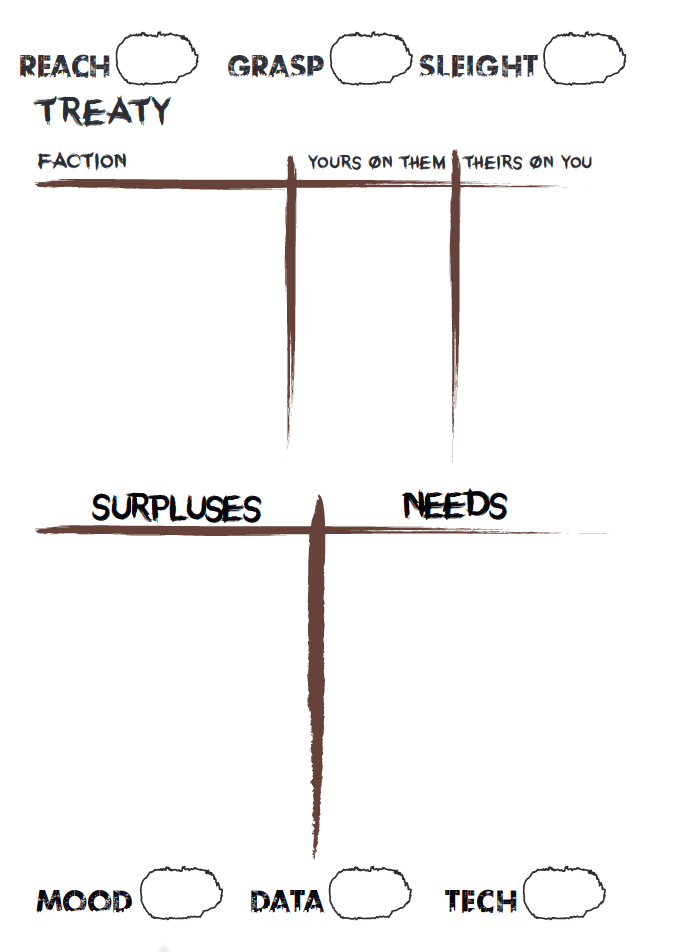 REACH GRASP SLEIGHT
TREATY
FACTION YOURS ØN THEM THEIRS ØN YOU
SURPLUSES NEEDS
MOOD DATA TECH